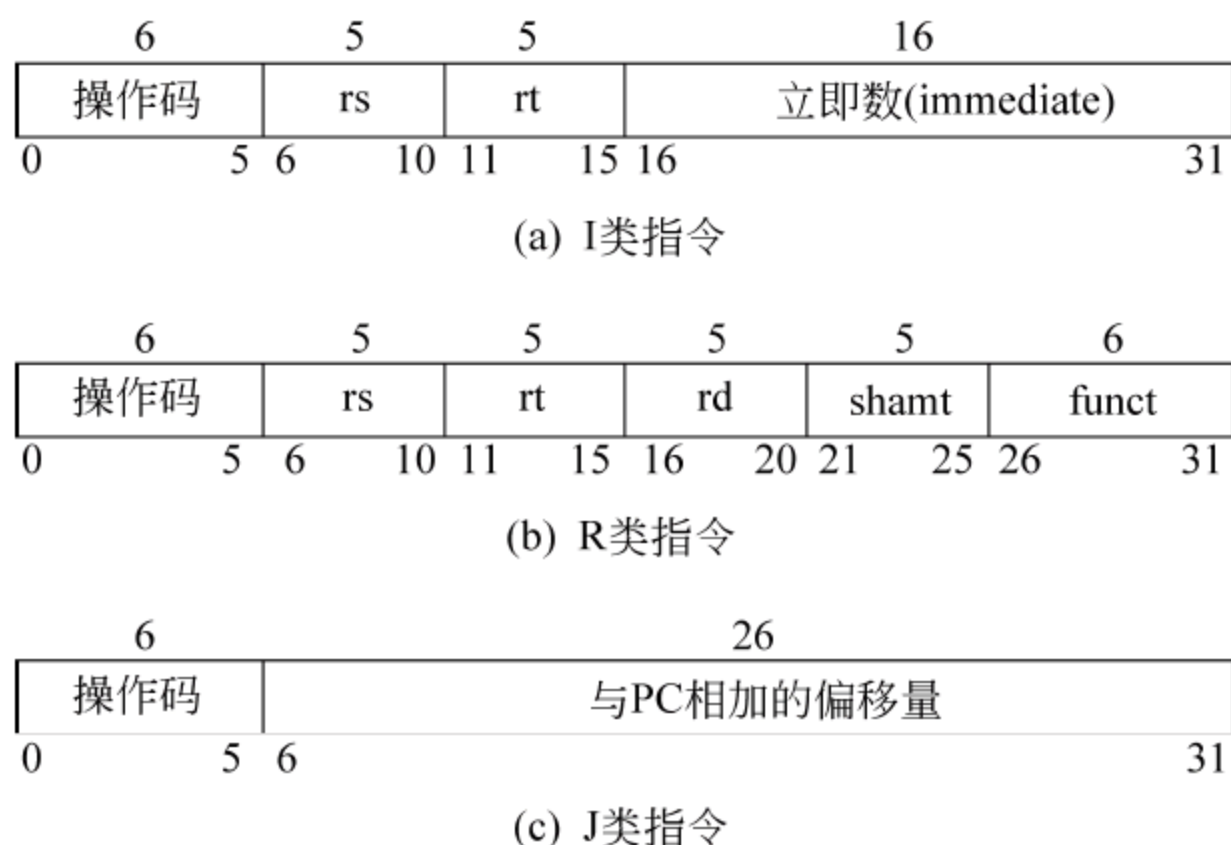 6 5 5 16
操作码 rs rt 立即数(immediate)
0 5 6 10 11 15 16 31
(a) I类指令
6 5 5 5 5 6
操作码 rs rt rd shamt funct
0 5 6 10 11 15 16 20 21 25 26 31
(b) R类指令
6 26
操作码 与PC相加的偏移量
0 5 6 31
(c) J类指令